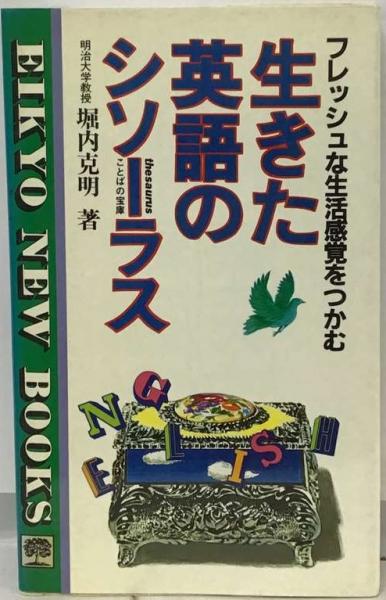 フレッシュな生活感覚をつかむ
生きた
英語の
シソーラス
thesaurus
ことばの宝庫
明治大学教授 堀内克明 著
ENGLISH
EIKYO NEW BOOKS